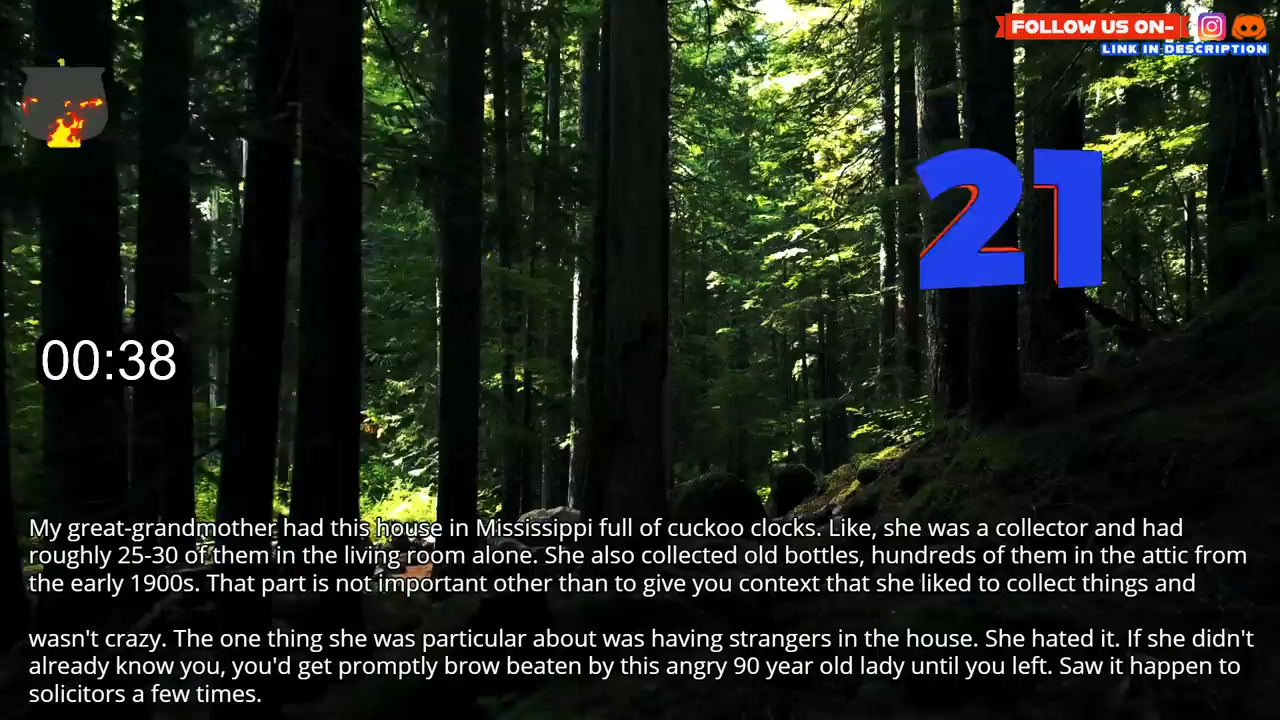 FOLLOW US ON-
LINK IN DESCRIPTION
21
00:38
My great-grandmother had this house in Mississippi full of cuckoo clocks. Like, she was a collector and had
roughly 25-30 of them in the living room alone. She also collected old bottles, hundreds of them in the attic from
the early 1900s. That part is not important other than to give you context that she liked to collect things and
wasn't crazy. The one thing she was particular about was having strangers in the house. She hated it. If she didn't
already know you, you'd get promptly brow beaten by this angry 90 year old lady until you left. Saw it happen to
solicitors a few times.